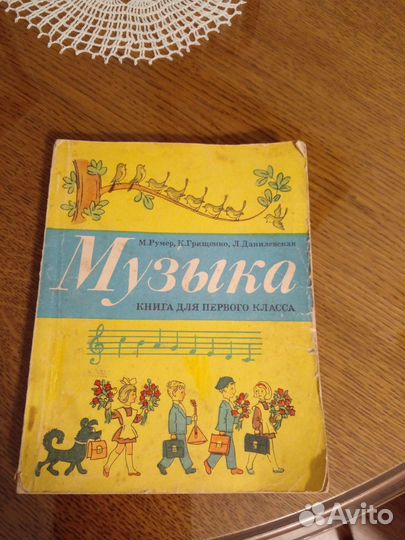 М. Румер, К. Грищенко, Л. Данилевская
Музыка
КНИГА ДЛЯ ПЕРВОГО КЛАССА
Avito